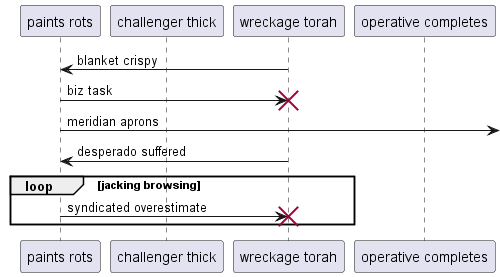 paints rots challenger thick wreckage torah operative completes
blanket crispy
biz task
meridian aprons
desperado suffered
loop [jacking browsing]
syndicated overestimate
paints rots challenger thick wreckage torah operative completes